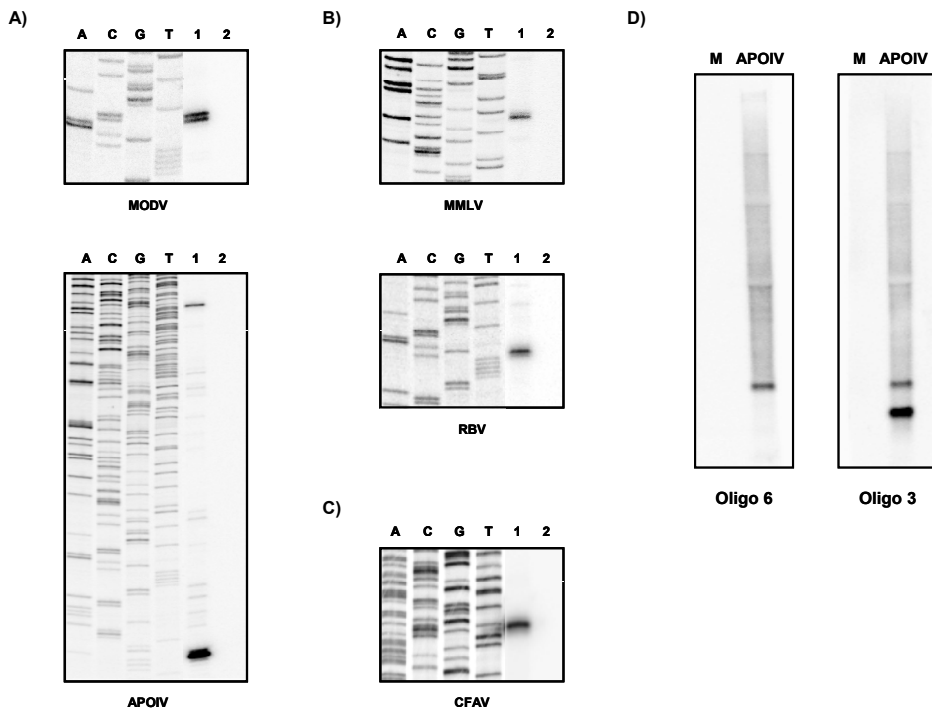 A)
A C G T 1 2
MODV
A C G T 1 2
APOIV
B)
A C G T 1 2
MMLV
A C G T 1 2
RBV
C)
A C G T 1 2
CFAV
D)
M APOIV
Oligo 6
M APOIV
Oligo 3